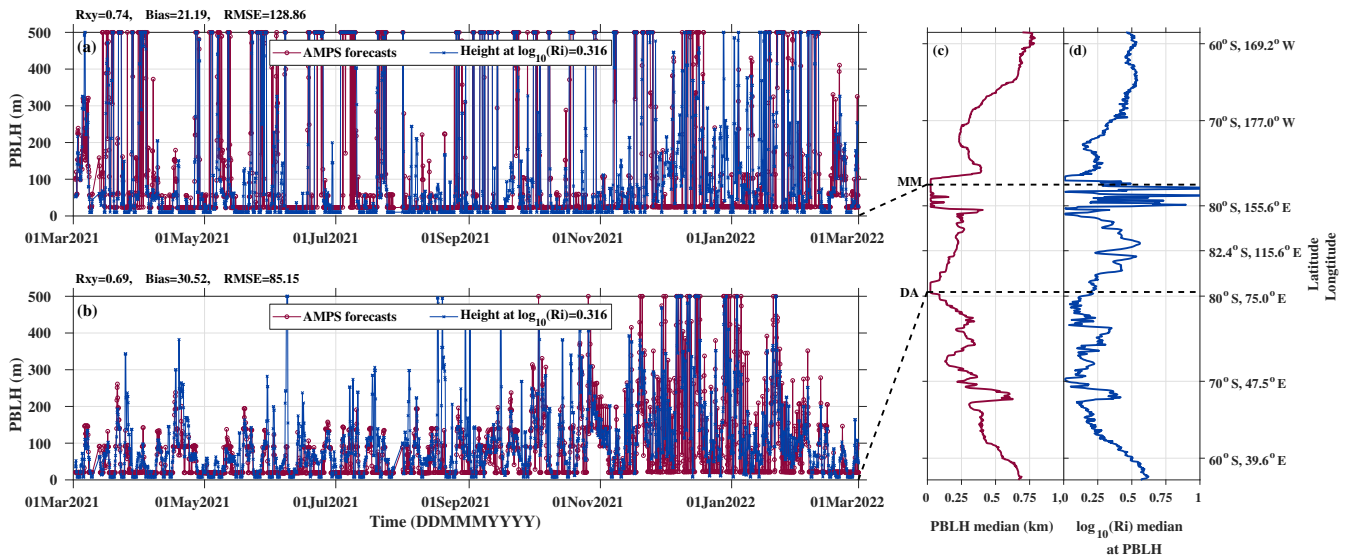 Rxy=0.74, Bias=21.19, RMSE=128.86
(a)
AMPS forecasts
Height at log10(Ri)=0.316
PBLH (m)
500
400
300
200
100
0
01Mar2021 01May2021 01Jul2021 01Sep2021 01Nov2021 01Jan2022 01Mar2022
Rxy=0.69, Bias=30.52, RMSE=85.15
(b)
AMPS forecasts
Height at log10(Ri)=0.316
PBLH (m)
500
400
300
200
100
0
01Mar2021 01May2021 01Jul2021 01Sep2021 01Nov2021 01Jan2022 01Mar2022
Time (DDMMMYYYY)
(c)
(d)
MM
DA
60° S, 169.2° W
70° S, 177.0° W
80° S, 155.6° E
82.4° S, 115.6° E
80° S, 75.0° E
70° S, 47.5° E
60° S, 39.6° E
Latitude
Longtitude
0 0.25 0.5 0.75 1,0 0.25 0.5 0.75 1
PBLH median (km)
log10(Ri) median
at PBLH